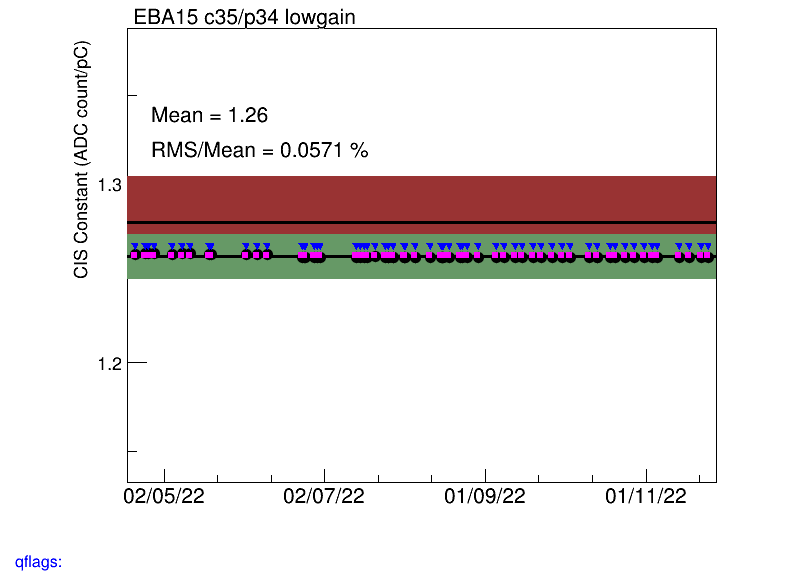 EBA15 c35/p34 lowgain
CIS Constant (ADC count/pC)
Mean = 1.26
RMS/Mean = 0.0571 %
1.3
1.2
02/05/22 02/07/22 01/09/22 01/11/22
qflags: